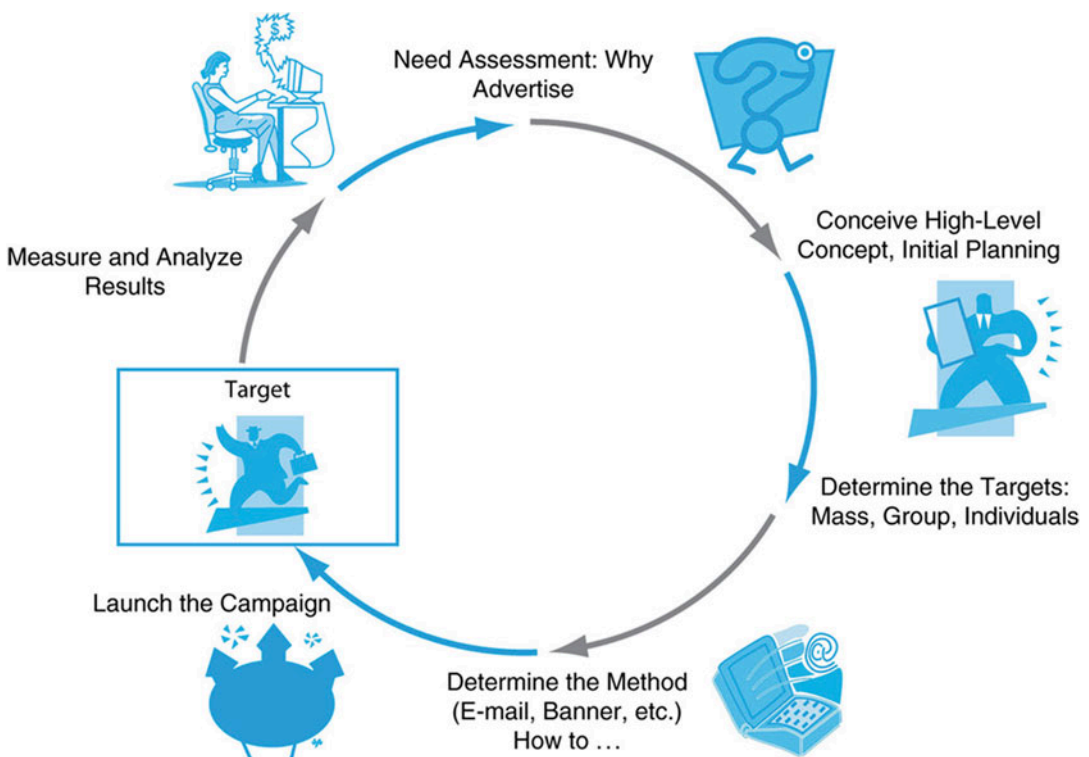 Need Assessment: Why
Advertise
Conceive High-Level
Concept, Initial Planning
Determine the Targets:
Mass, Group, Individuals
Determine the Method
(E-mail, Banner, etc.)
How to …
Launch the Campaign
Target
Measure and Analyze
Results
$
@